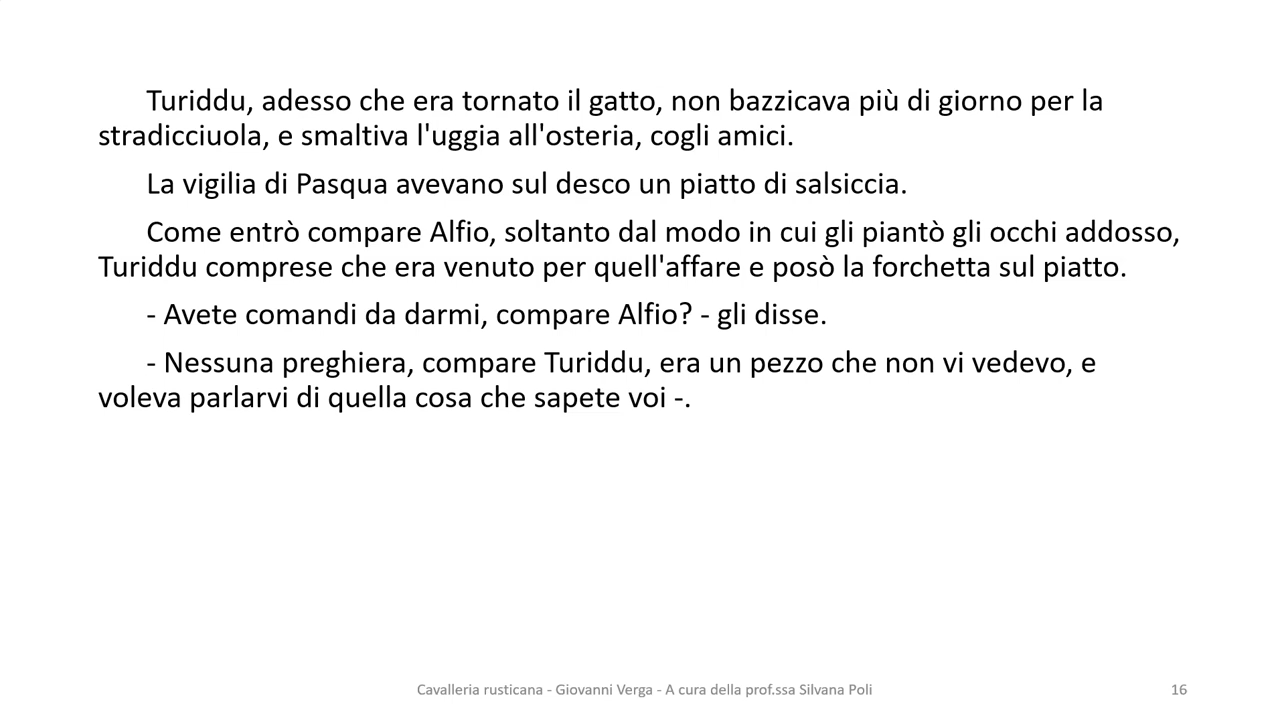 Turiddu, adesso che era tornato il gatto, non bazzicava più di giorno per la
stradicciuola, e smaltiva l'uggia all'osteria, cogli amici.
La vigilia di Pasqua avevano sul desco un piatto di salsiccia.
Come entrò compare Alfio, soltanto dal modo in cui gli piantò gli occhi addosso,
Turiddu comprese che era venuto per quell'affare e posò la forchetta sul piatto.
- Avete comandi da darmi, compare Alfio? - gli disse.
- Nessuna preghiera, compare Turiddu, era un pezzo che non vi vedevo, e
voleva parlarvi di quella cosa che sapete voi -.
Cavalleria rusticana - Giovanni Verga - A cura della prof.ssa Silvana Poli
16